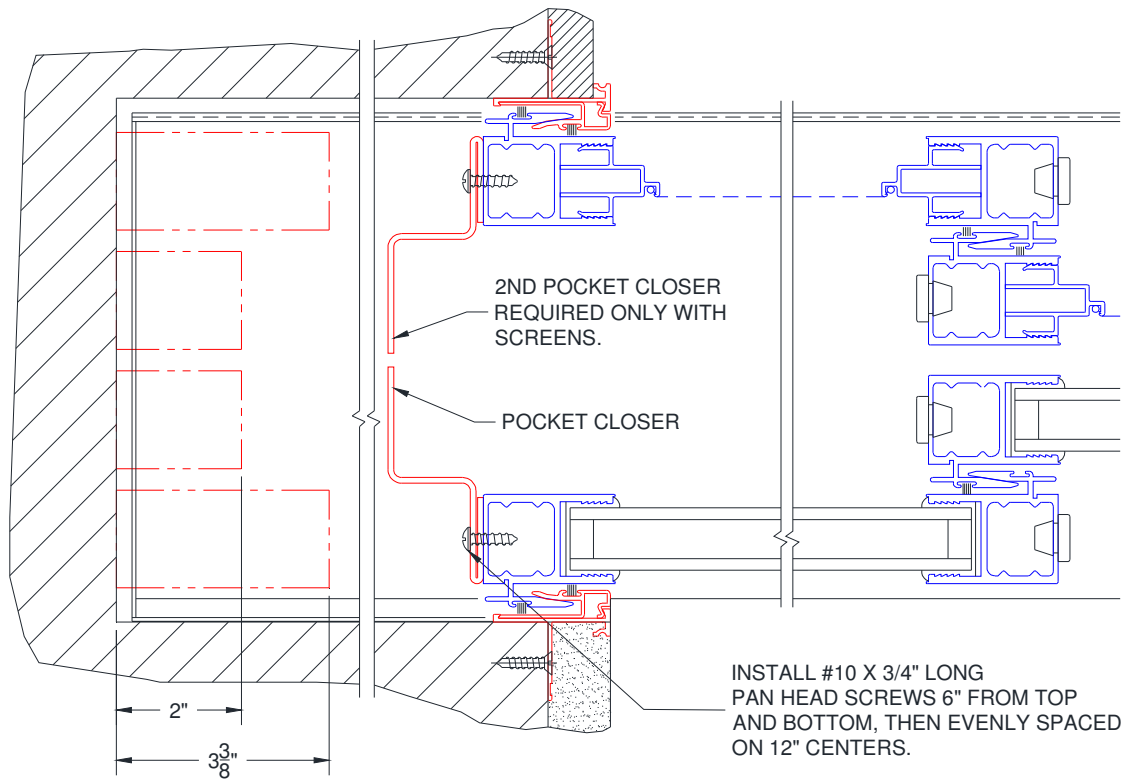 2ND POCKET CLOSER
REQUIRED ONLY WITH
SCREENS.
POCKET CLOSER
INSTALL #10 X 3/4" LONG
PAN HEAD SCREWS 6" FROM TOP
AND BOTTOM, THEN EVENLY SPACED
ON 12" CENTERS.
2"
3 3/8"